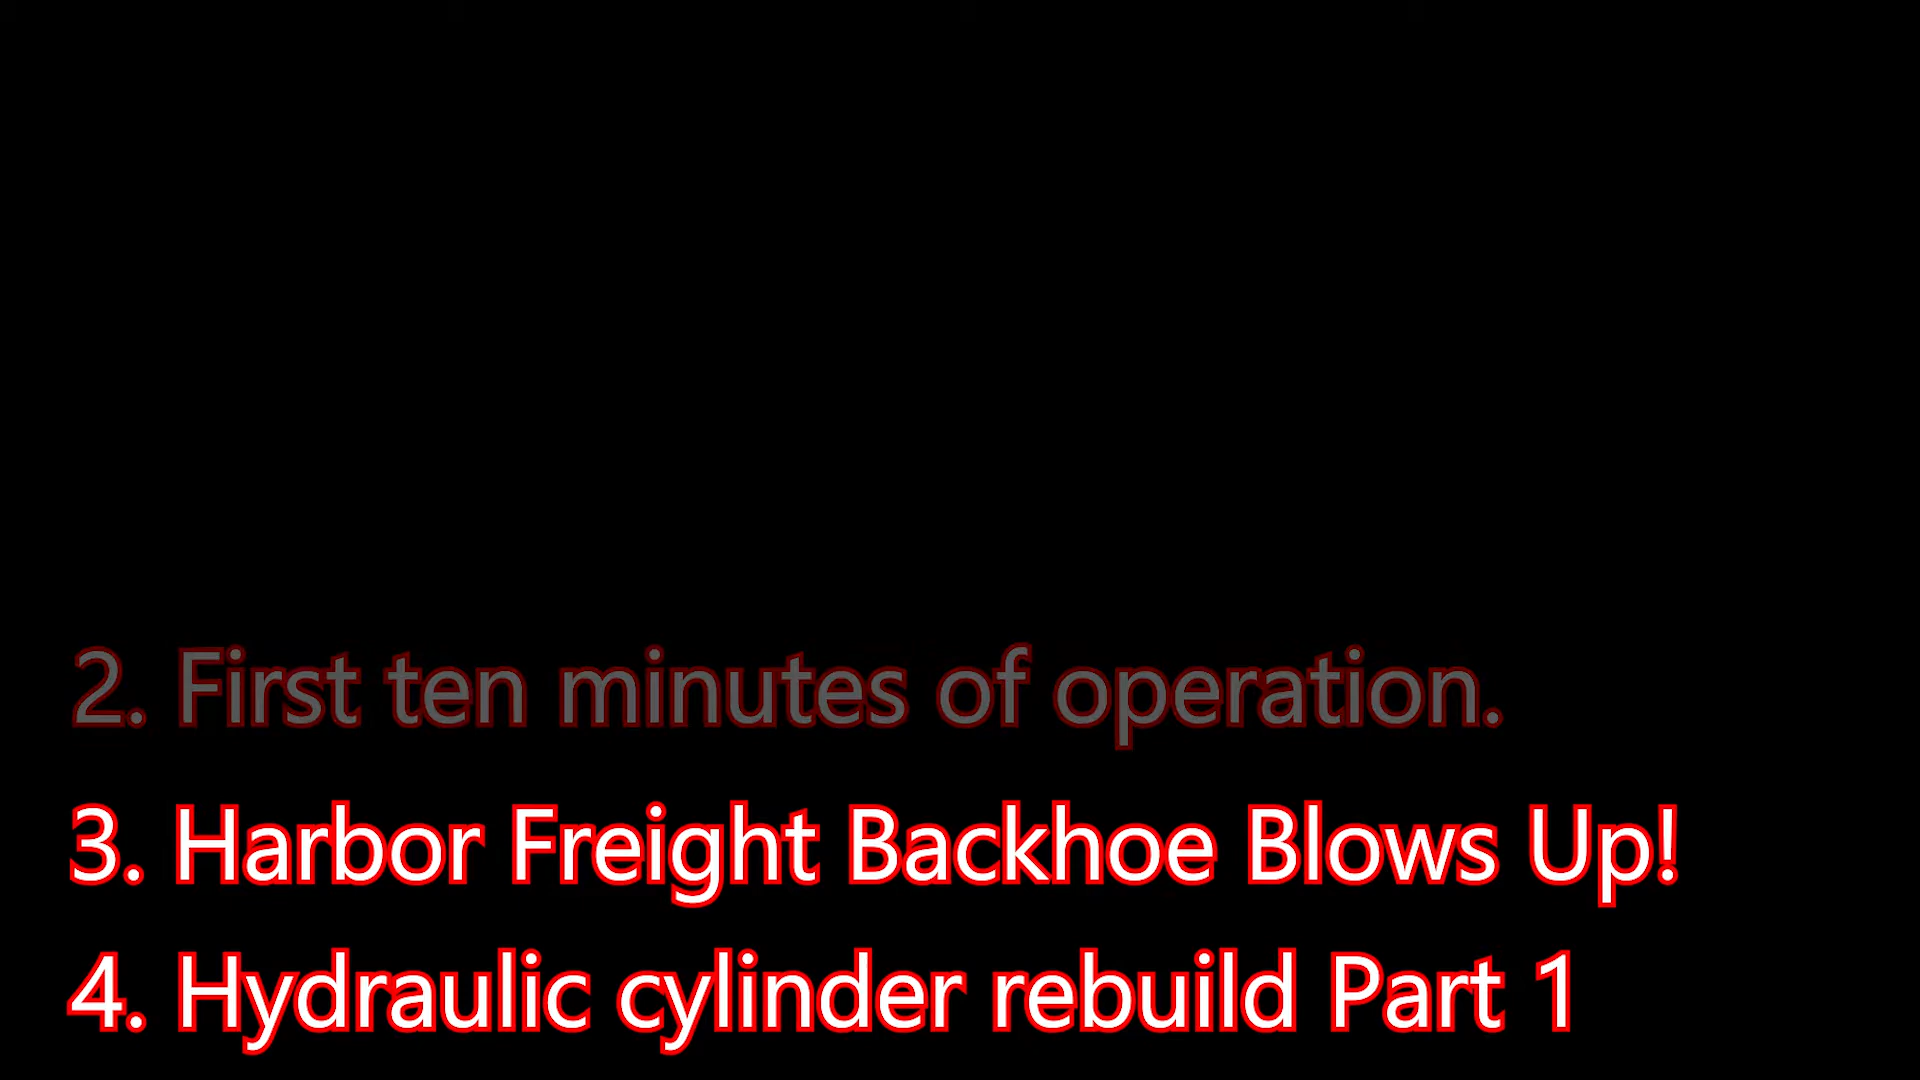 2. First ten minutes of operation.
3. Harbor Freight Backhoe Blows Up!
4. Hydraulic cylinder rebuild Part 1